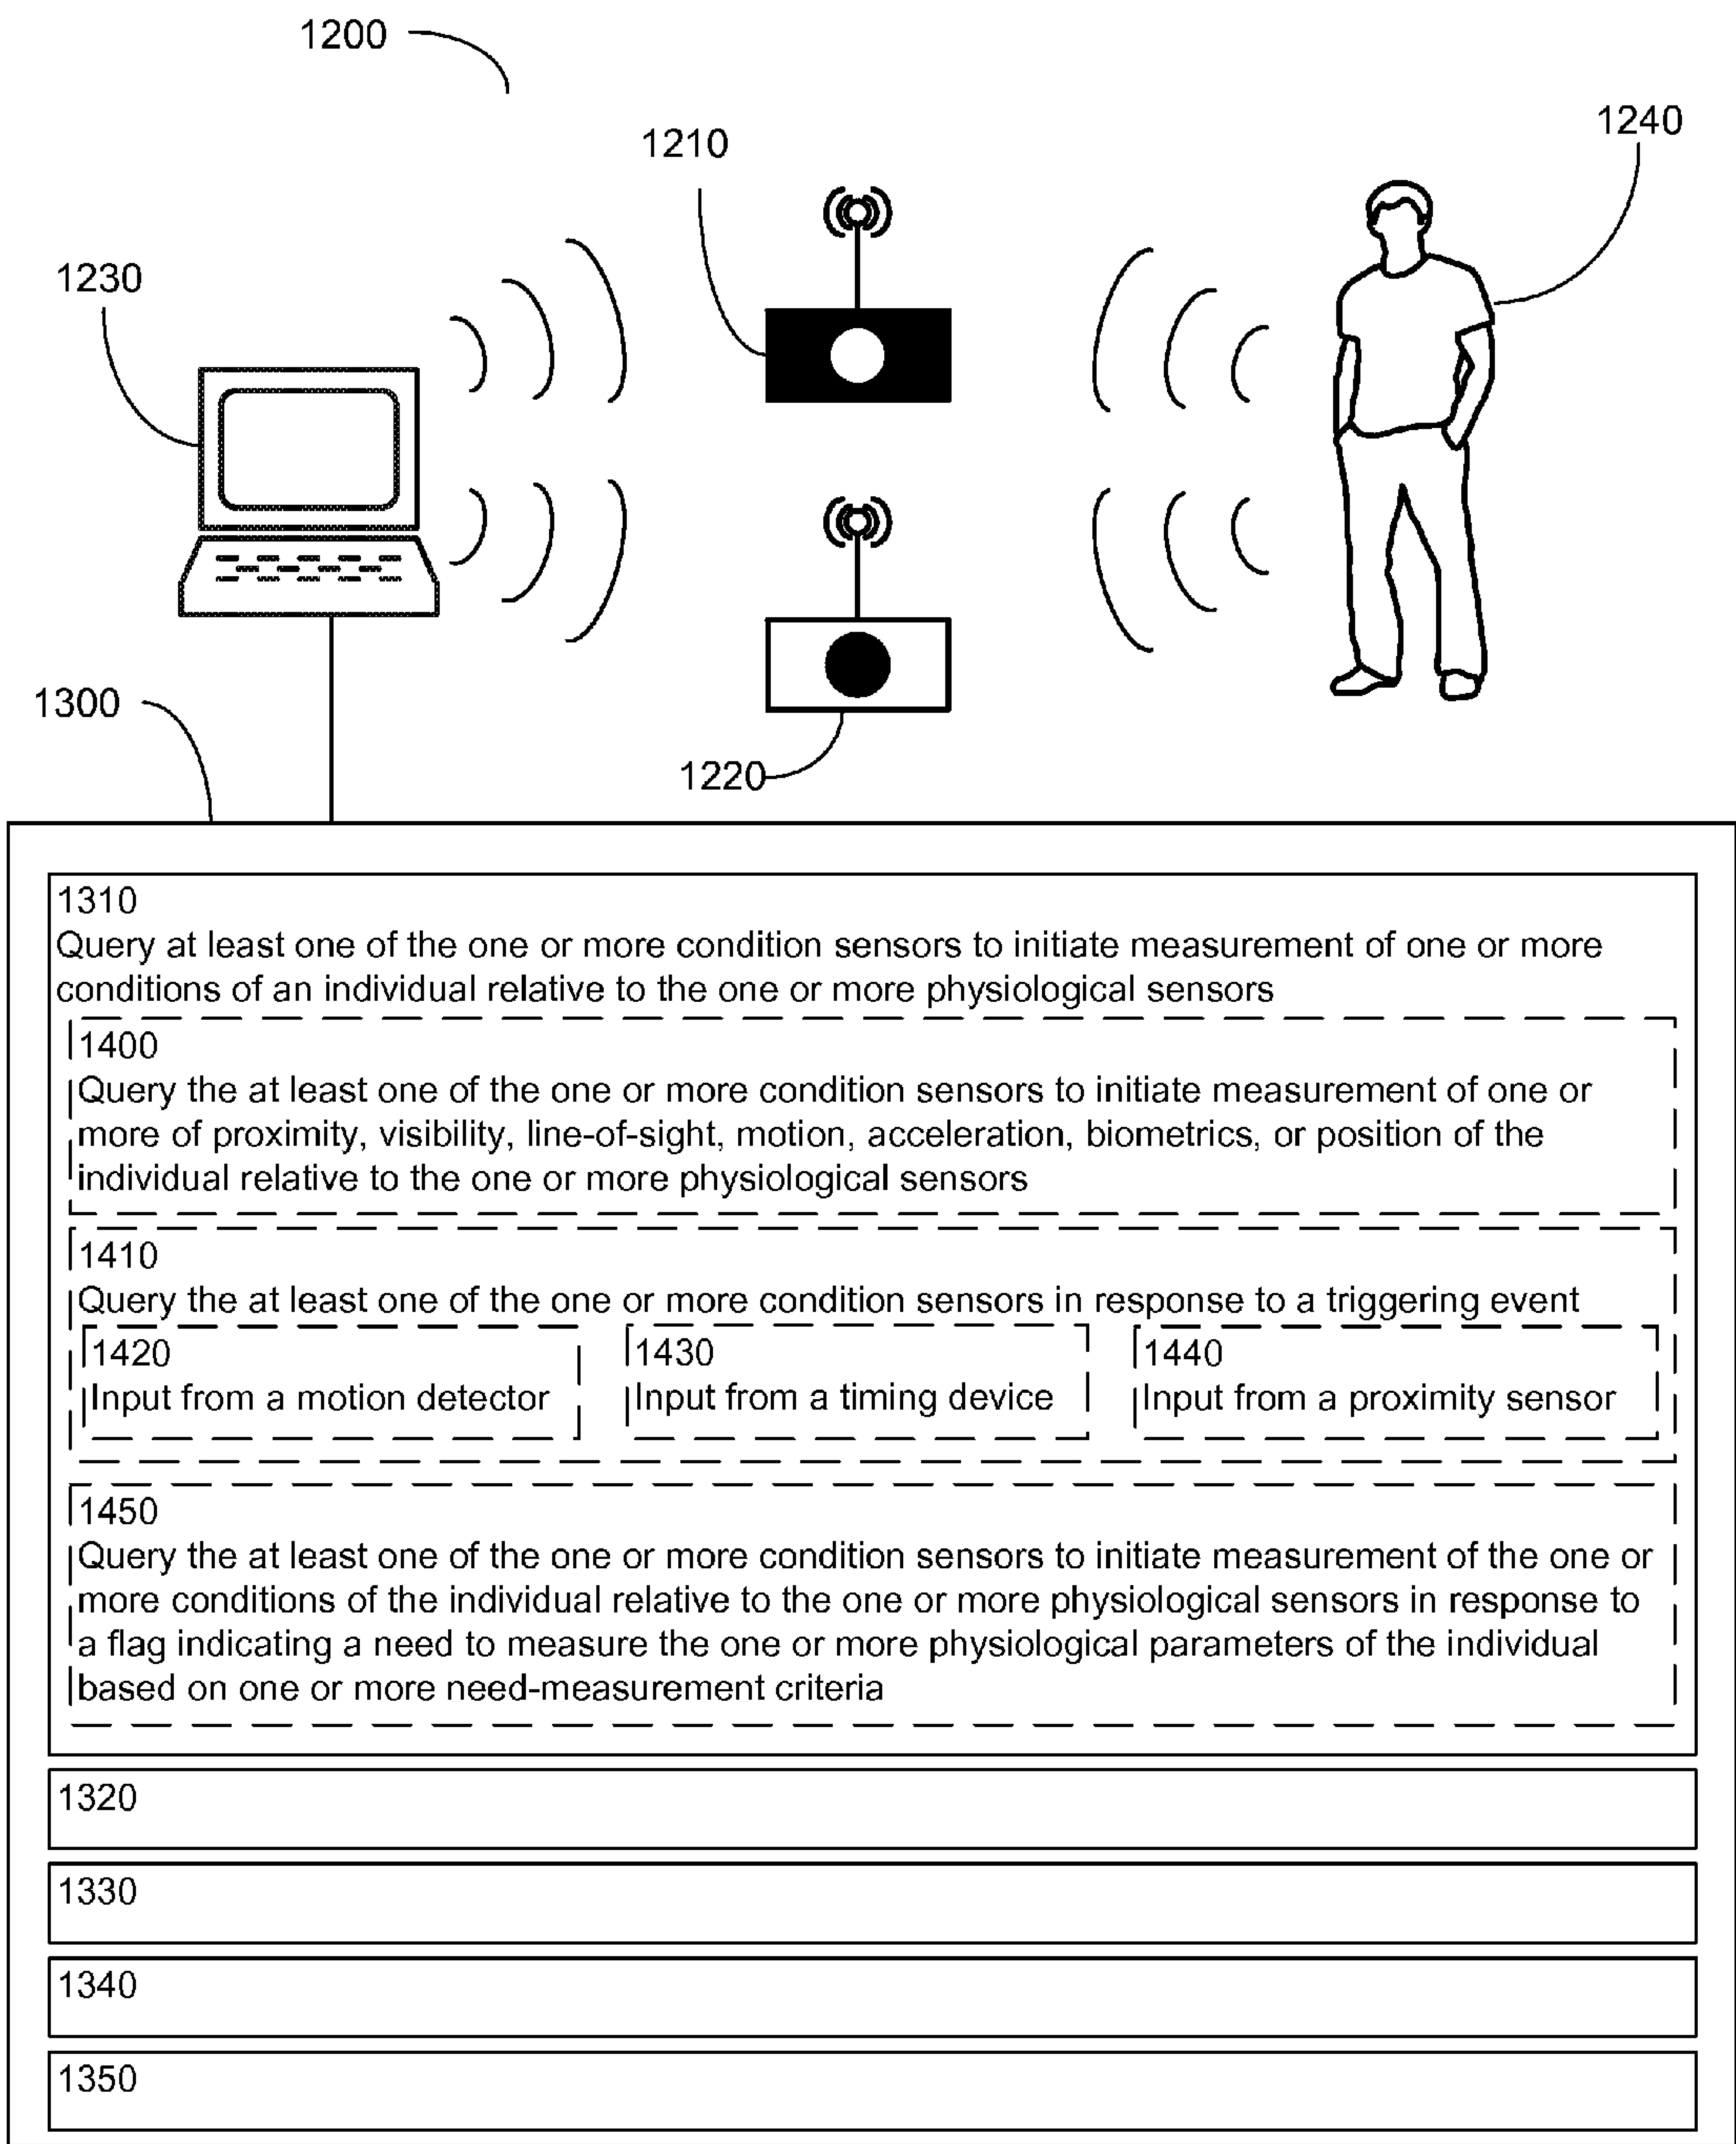 1200
1210
1240
1230
1300
1220
1310
Query at least one of the one or more condition sensors to initiate measurement of one or more
conditions of an individual relative to the one or more physiological sensors
1400
Query the at least one of the one or more condition sensors to initiate measurement of one or
more of proximity, visibility, line-of-sight, motion, acceleration, biometrics, or position of the
individual relative to the one or more physiological sensors
1410
Query the at least one of the one or more condition sensors in response to a triggering event
1420
Input from a motion detector
1430
Input from a timing device
1440
Input from a proximity sensor
1450
Query the at least one of the one or more condition sensors to initiate measurement of the one or
more conditions of the individual relative to the one or more physiological sensors in response to
a flag indicating a need to measure the one or more physiological parameters of the individual
based on one or more need-measurement criteria
1320
1330
1340
1350